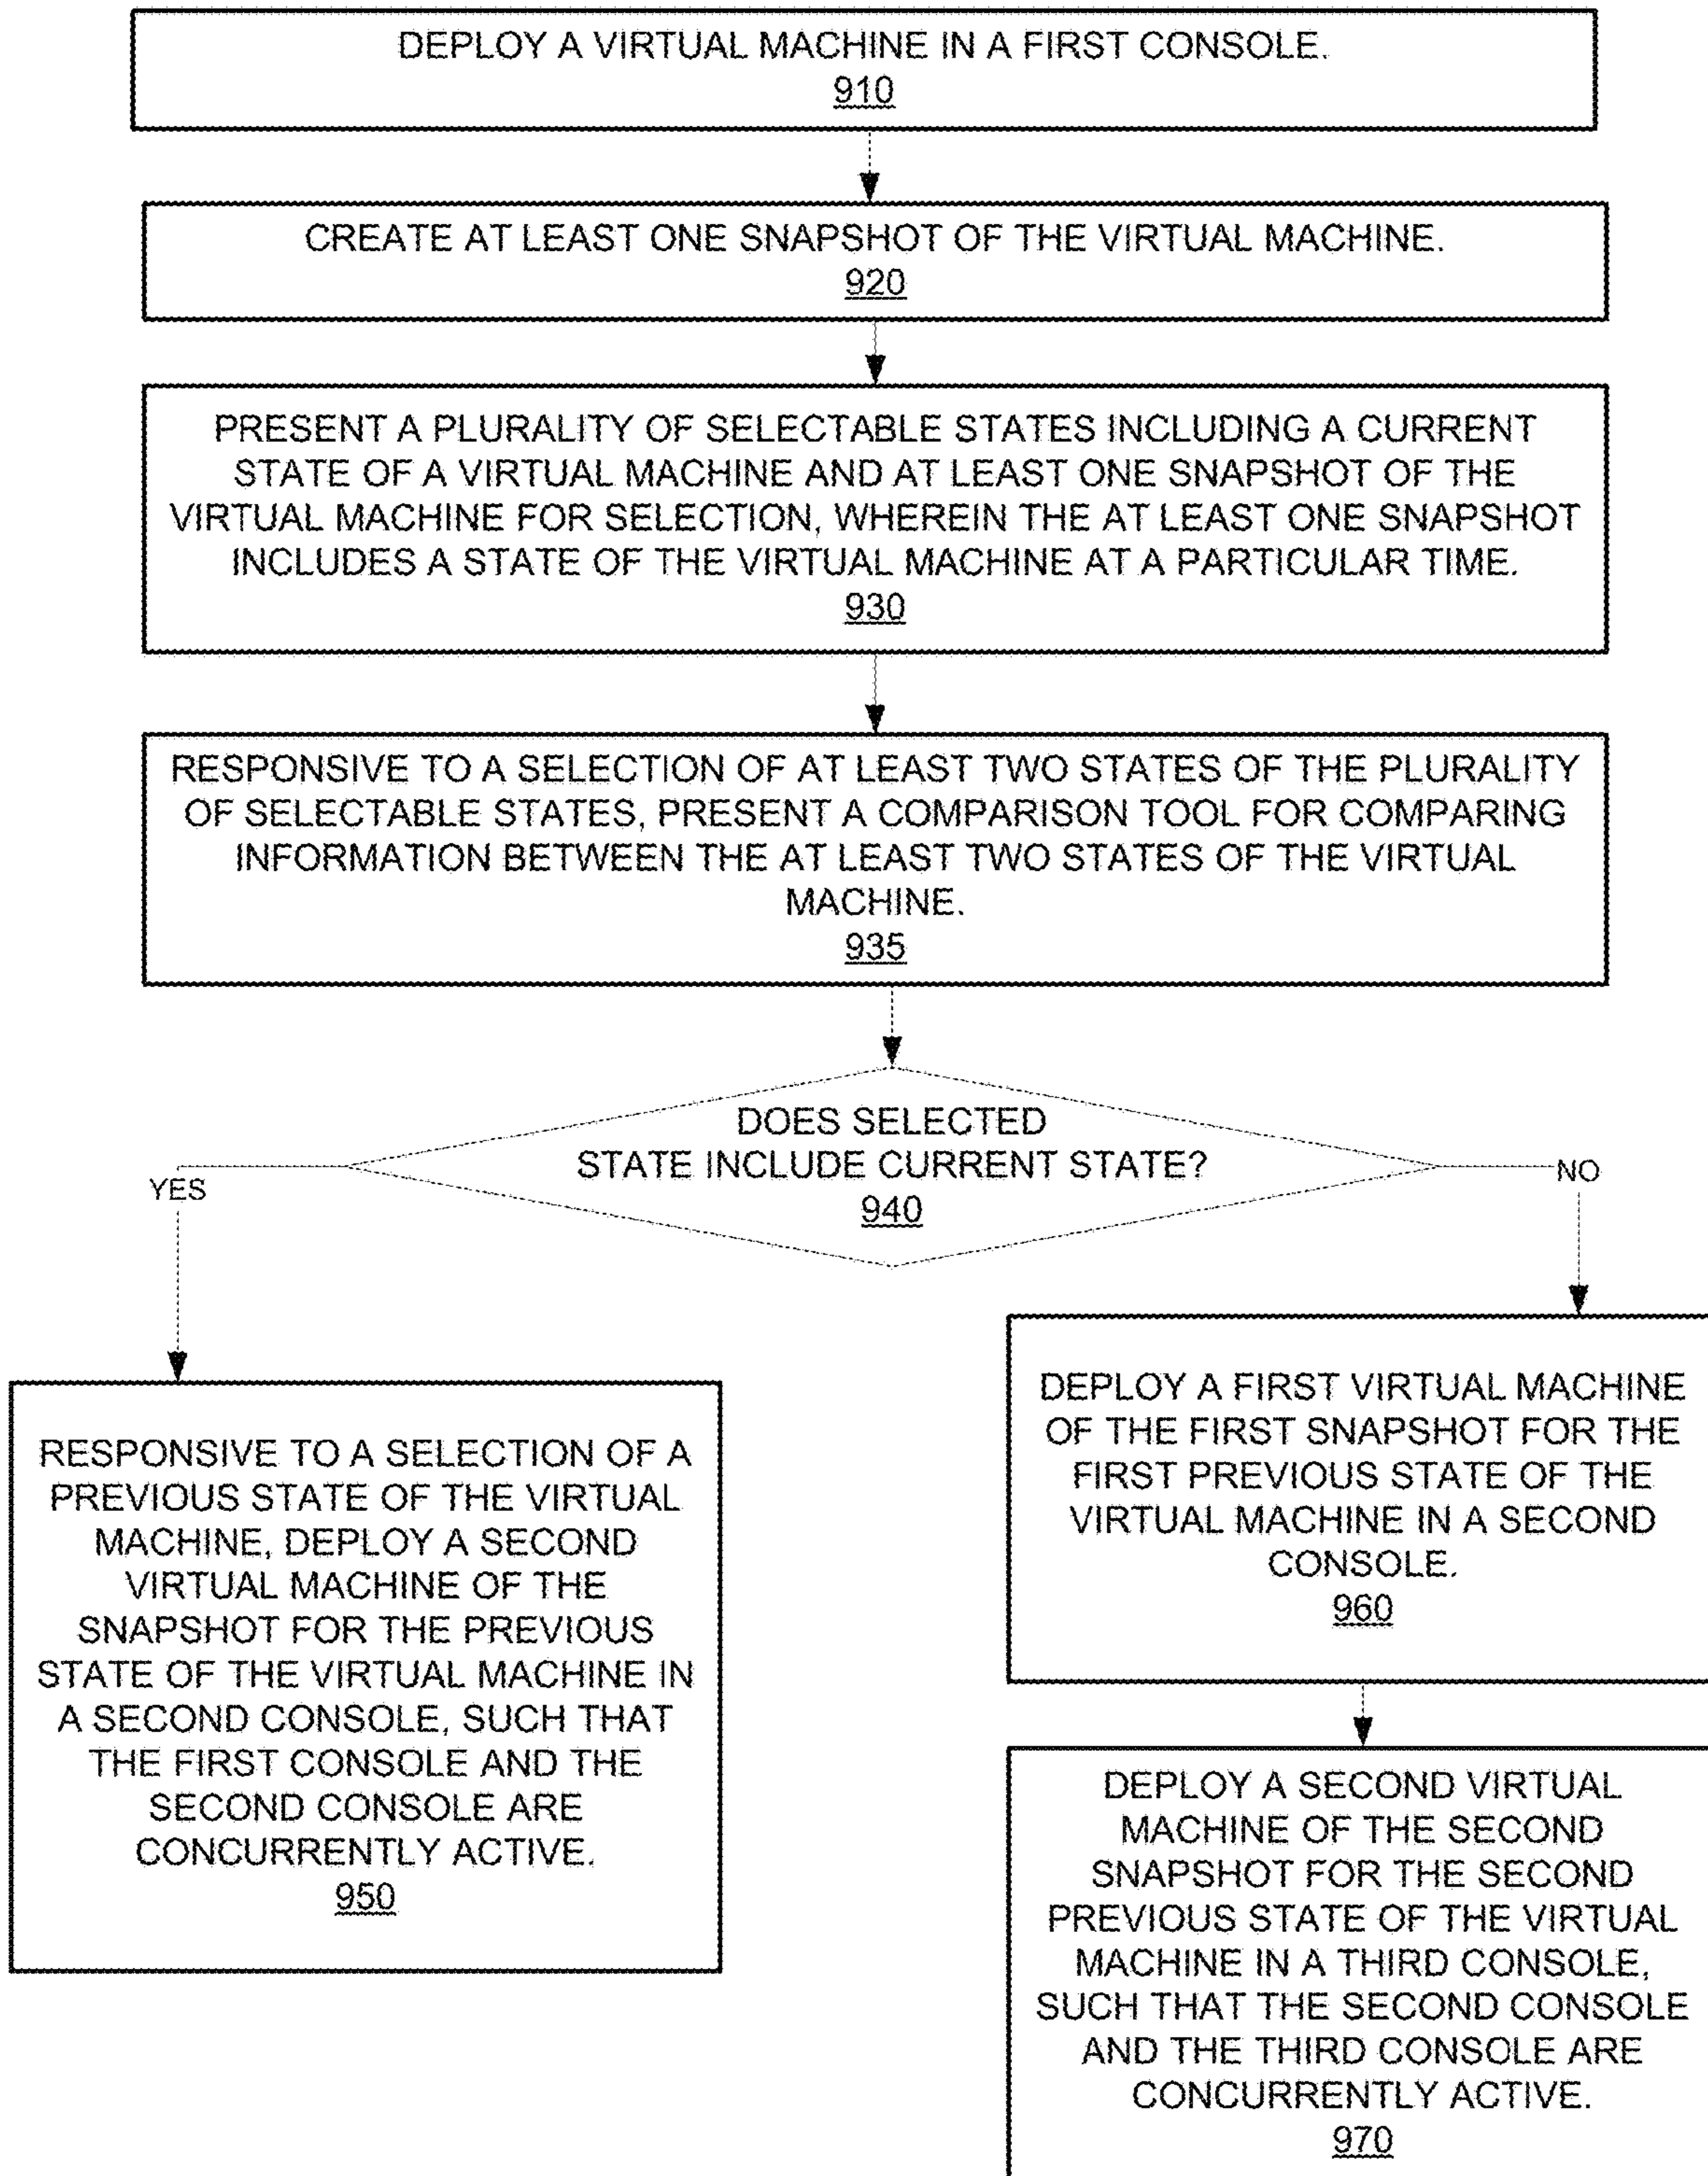 DEPLOY A VIRTUAL MACHINE IN A FIRST CONSOLE.
910
CREATE AT LEAST ONE SNAPSHOT OF THE VIRTUAL MACHINE.
920
PRESENT A PLURALITY OF SELECTABLE STATES INCLUDING A CURRENT
STATE OF A VIRTUAL MACHINE AND AT LEAST ONE SNAPSHOT OF THE
VIRTUAL MACHINE FOR SELECTION, WHEREIN THE AT LEAST ONE SNAPSHOT
INCLUDES A STATE OF THE VIRTUAL MACHINE AT A PARTICULAR TIME.
930
RESPONSIVE TO A SELECTION OF AT LEAST TWO STATES OF THE PLURALITY
OF SELECTABLE STATES, PRESENT A COMPARISON TOOL FOR COMPARING
INFORMATION BETWEEN THE AT LEAST TWO STATES OF THE VIRTUAL
MACHINE.
935
DOES SELECTED
STATE INCLUDE CURRENT STATE?
940
YES
NO
RESPONSIVE TO A SELECTION OF A
PREVIOUS STATE OF THE VIRTUAL
MACHINE, DEPLOY A SECOND
VIRTUAL MACHINE OF THE
SNAPSHOT FOR THE PREVIOUS
STATE OF THE VIRTUAL MACHINE IN
A SECOND CONSOLE, SUCH THAT
THE FIRST CONSOLE AND THE
SECOND CONSOLE ARE
CONCURRENTLY ACTIVE.
950
DEPLOY A FIRST VIRTUAL MACHINE
OF THE FIRST SNAPSHOT FOR THE
FIRST PREVIOUS STATE OF THE
VIRTUAL MACHINE IN A SECOND
CONSOLE.
960
DEPLOY A SECOND VIRTUAL
MACHINE OF THE SECOND
SNAPSHOT FOR THE SECOND
PREVIOUS STATE OF THE VIRTUAL
MACHINE IN A THIRD CONSOLE,
SUCH THAT THE SECOND CONSOLE
AND THE THIRD CONSOLE ARE
CONCURRENTLY ACTIVE.
970